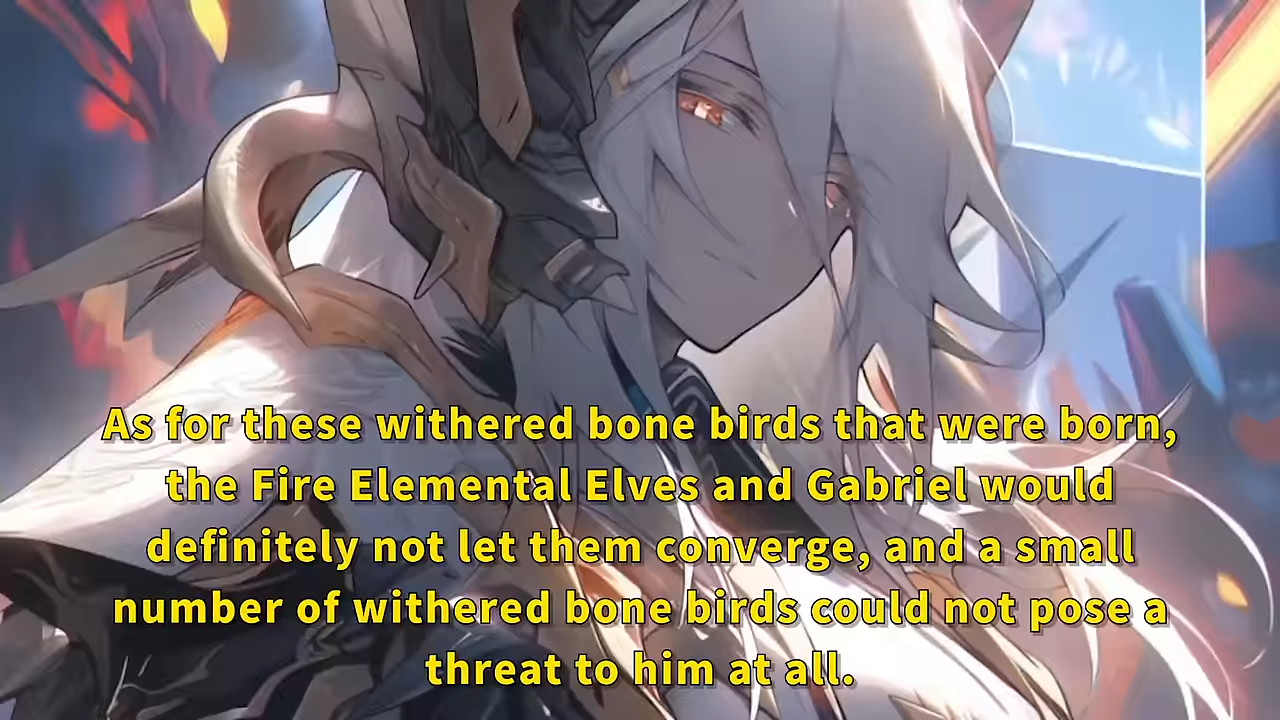 As for these withered bone birds that were born,
the Fire Elemental Elves and Gabriel would
definitely not let them converge, and a small
number of withered bone birds could not pose a
threat to him at all.